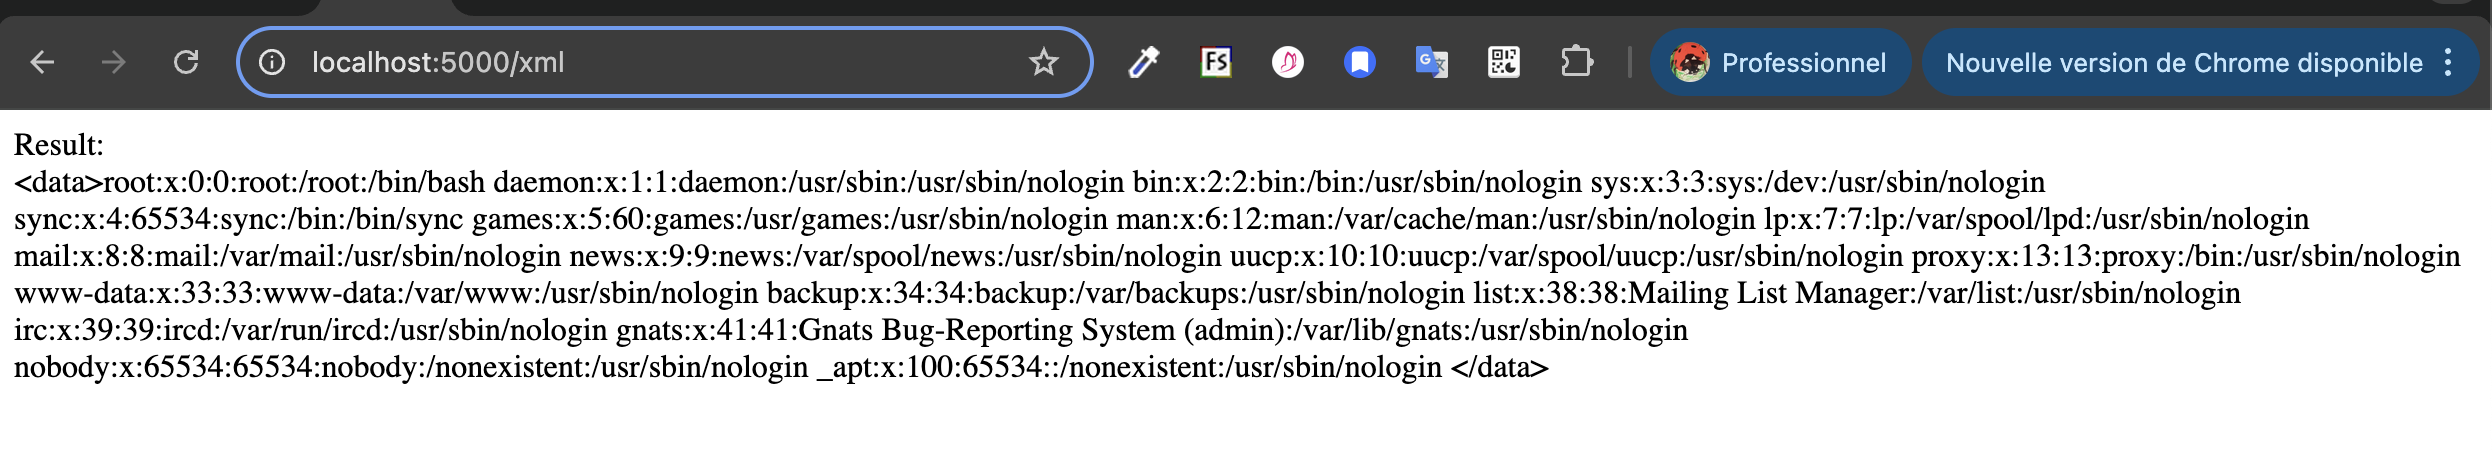 localhost:5000/xml
FS
G
Professionnel
Nouvelle version de Chrome disponible
Result:
<data>root:x:0:0:root:/root:/bin/bash daemon:x:1:1:daemon:/usr/sbin:/usr/sbin/nologin bin:x:2:2:bin:/bin:/usr/sbin/nologin sys:x:3:3:sys:/dev:/usr/sbin/nologin
sync:x:4:65534:sync:/bin:/bin/sync games:x:5:60:games:/usr/games:/usr/sbin/nologin man:x:6:12:man:/var/cache/man:/usr/sbin/nologin lp:x:7:7:lp:/var/spool/lpd:/usr/sbin/nologin
mail:x:8:8:mail:/var/mail:/usr/sbin/nologin news:x:9:9:news:/var/spool/news:/usr/sbin/nologin uucp:x:10:10:uucp:/var/spool/uucp:/usr/sbin/nologin proxy:x:13:13:proxy:/bin:/usr/sbin/nologin
www-data:x:33:33:www-data:/var/www:/usr/sbin/nologin backup:x:34:34:backup:/var/backups:/usr/sbin/nologin list:x:38:38:Mailing List Manager:/var/list:/usr/sbin/nologin
irc:x:39:39:ircd:/var/run/ircd:/usr/sbin/nologin gnats:x:41:41:Gnats Bug-Reporting System (admin):/var/lib/gnats:/usr/sbin/nologin
nobody:x:65534:65534:nobody:/nonexistent:/usr/sbin/nologin _apt:x:100:65534::/nonexistent:/usr/sbin/nologin </data>